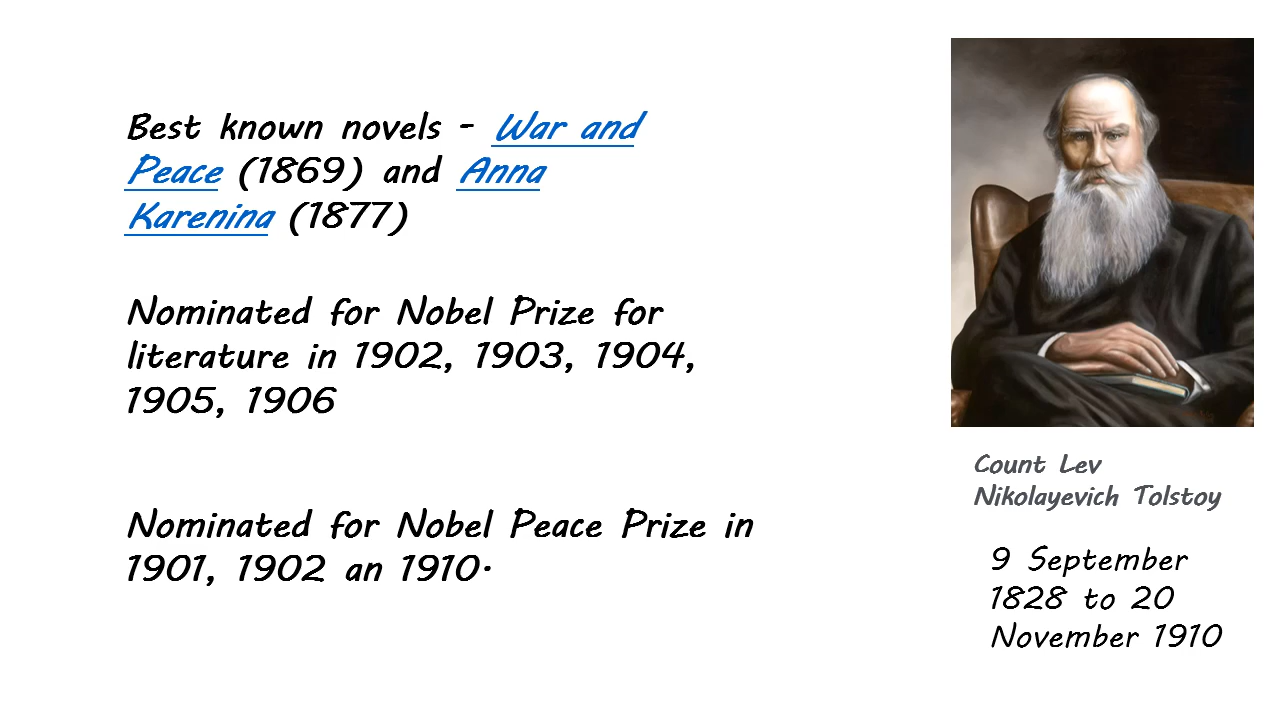 Best known novels - War and
Peace (1869) and Anna
Karenina (1877)
Nominated for Nobel Prize for
literature in 1902, 1903, 1904,
1905, 1906
Nominated for Nobel Peace Prize in
1901, 1902 an 1910.
Count Lev
Nikolayevich Tolstoy
9 September
1828 to 20
November 1910